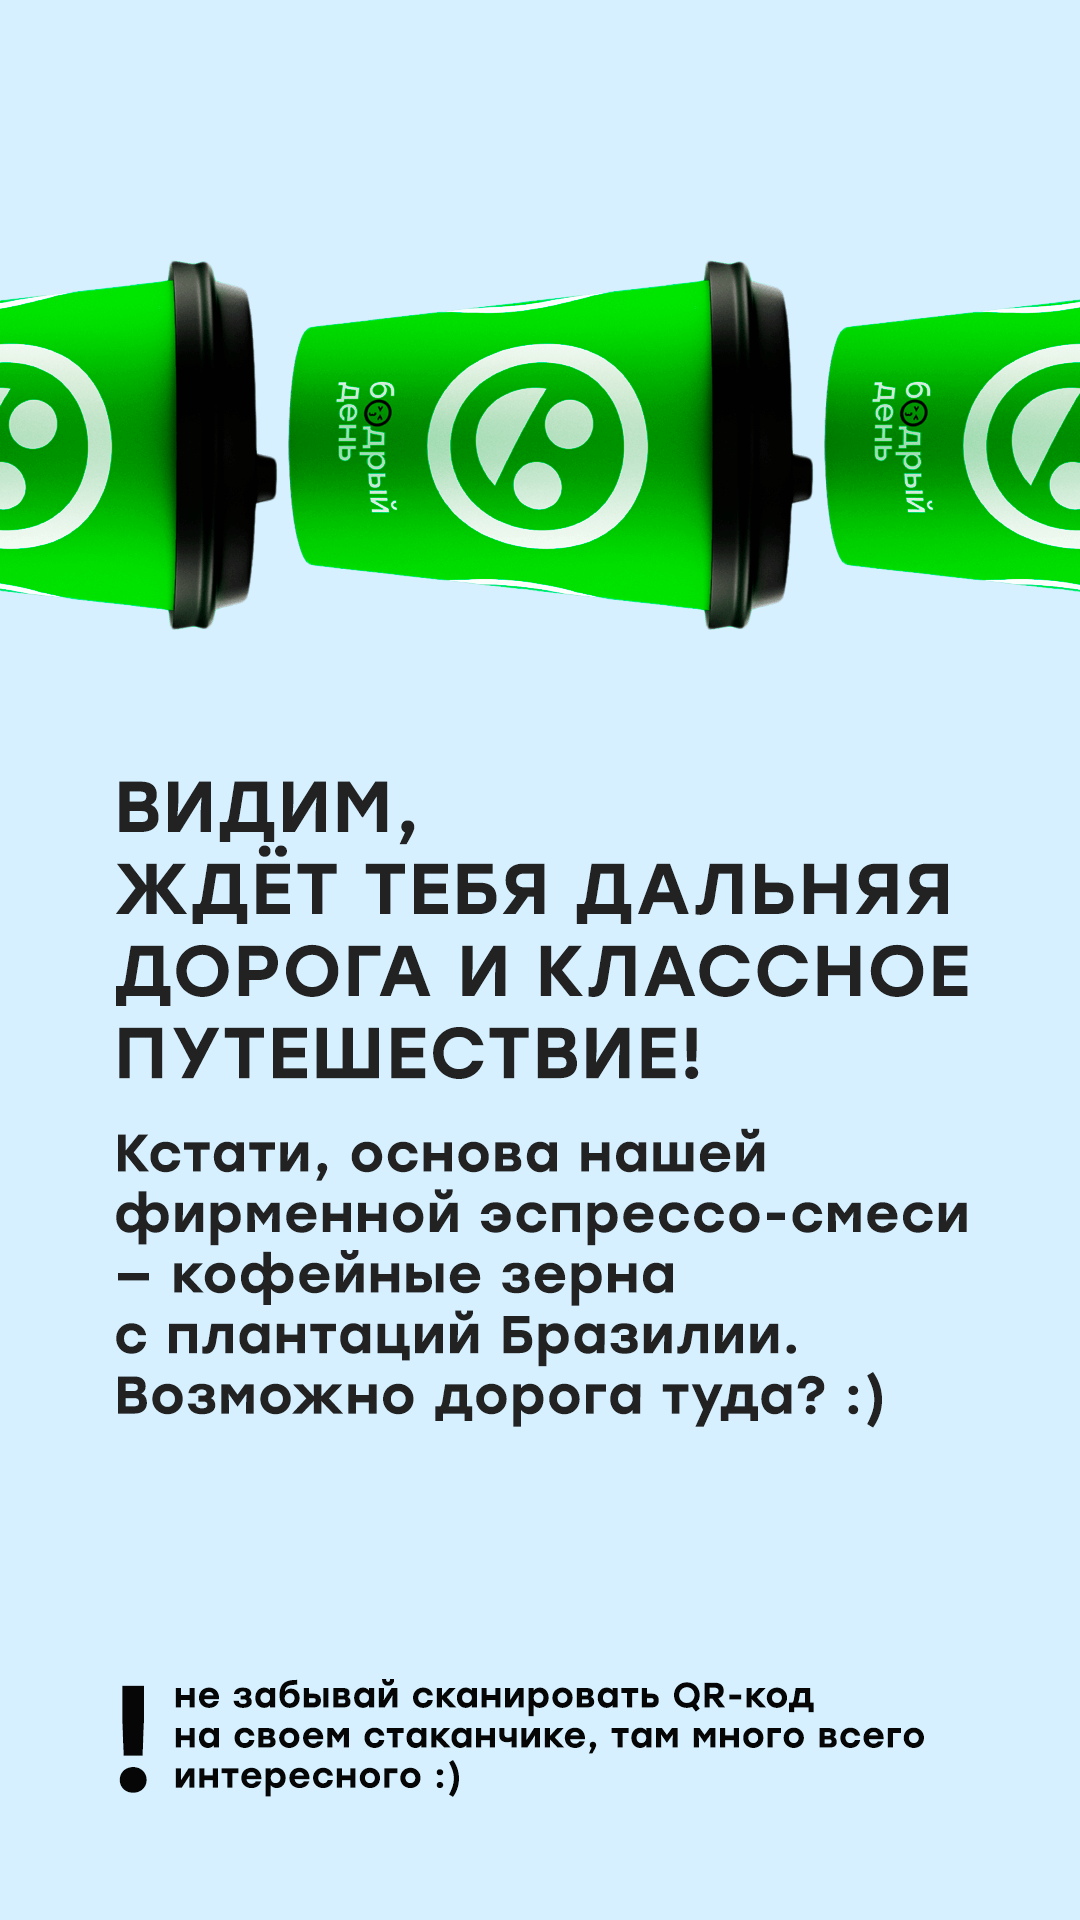 бодрый
день
бодрый
день
ВИДИМ,
ЖДЁТ ТЕБЯ ДАЛЬНЯЯ
ДОРОГА И КЛАССНОЕ
ПУТЕШЕСТВИЕ!
Кстати, основа нашей
фирменной эспрессо-смеси
– кофейные зерна
с плантаций Бразилии.
Возможно дорога туда? :)
! не забывай сканировать QR-код
на своем стаканчике, там много всего
интересного :)